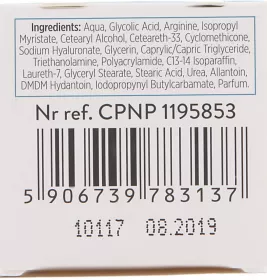 Ingredients: Aqua, Glycolic Acid, Arginine, Isopropyl
Myristate, Cetearyl Alcohol, Ceteareth-33, Cyclomethicone,
Sodium Hyaluronate, Glycerin, Caprylic/Capric Triglyceride,
Triethanolamine, Polyacrylamide, C13-14 Isoparaffin,
Laureth-7, Glyceryl Stearate, Stearic Acid, Urea, Allantoin,
DMDM Hydantoin, Iodopropynyl Butylcarbamate, Parfum.
Nr ref. CPNP 1195853
5 906739 783137
10117 08.2019